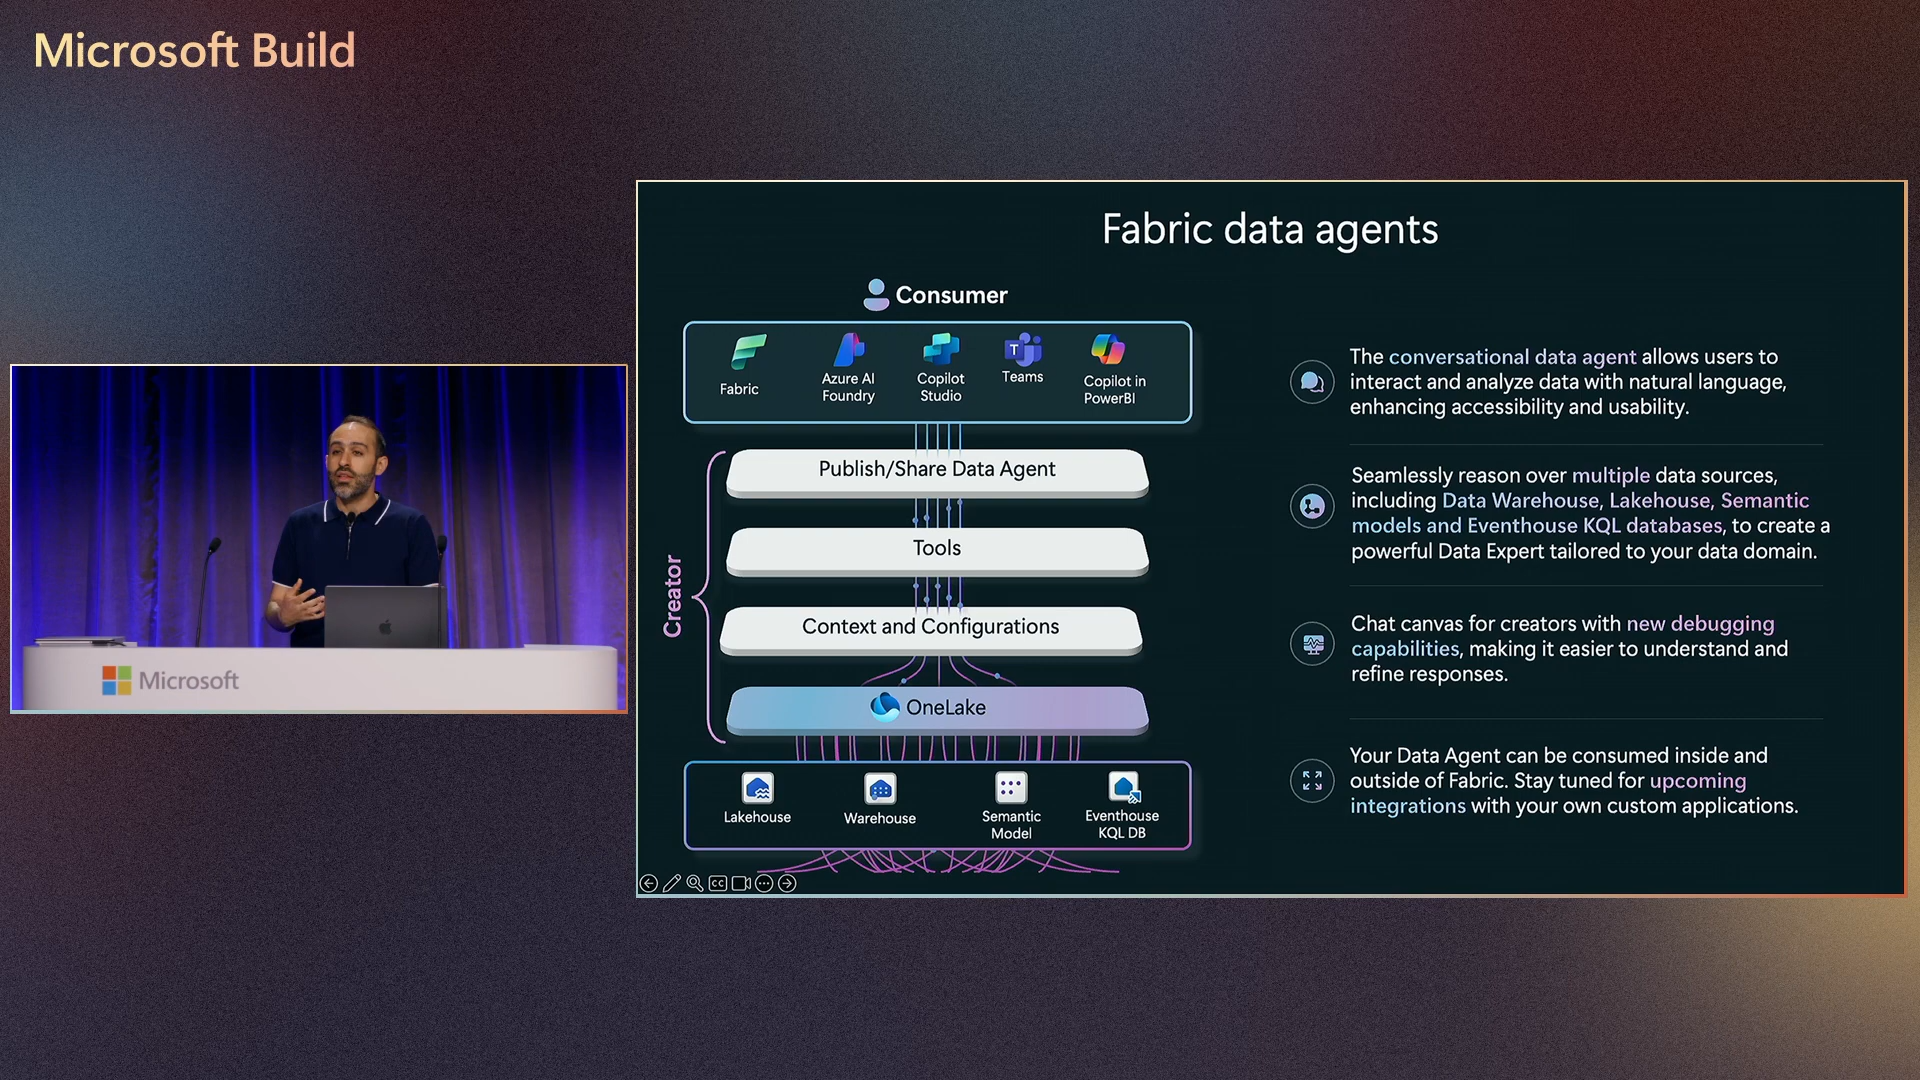 Microsoft Build
Microsoft
Fabric data agents
Consumer
Fabric
Azure AI
Foundry
Copilot
Studio
Teams
Copilot in
PowerBI
Creator
Publish/Share Data Agent
Tools
Context and Configurations
OneLake
Lakehouse
Warehouse
Semantic
Model
Eventhouse
KQL DB
The conversational data agent allows users to
interact and analyze data with natural language,
enhancing accessibility and usability.
Seamlessly reason over multiple data sources,
including Data Warehouse, Lakehouse, Semantic
models and Eventhouse KQL databases, to create a
powerful Data Expert tailored to your data domain.
Chat canvas for creators with new debugging
capabilities, making it easier to understand and
refine responses.
Your Data Agent can be consumed inside and
outside of Fabric. Stay tuned for upcoming
integrations with your own custom applications.